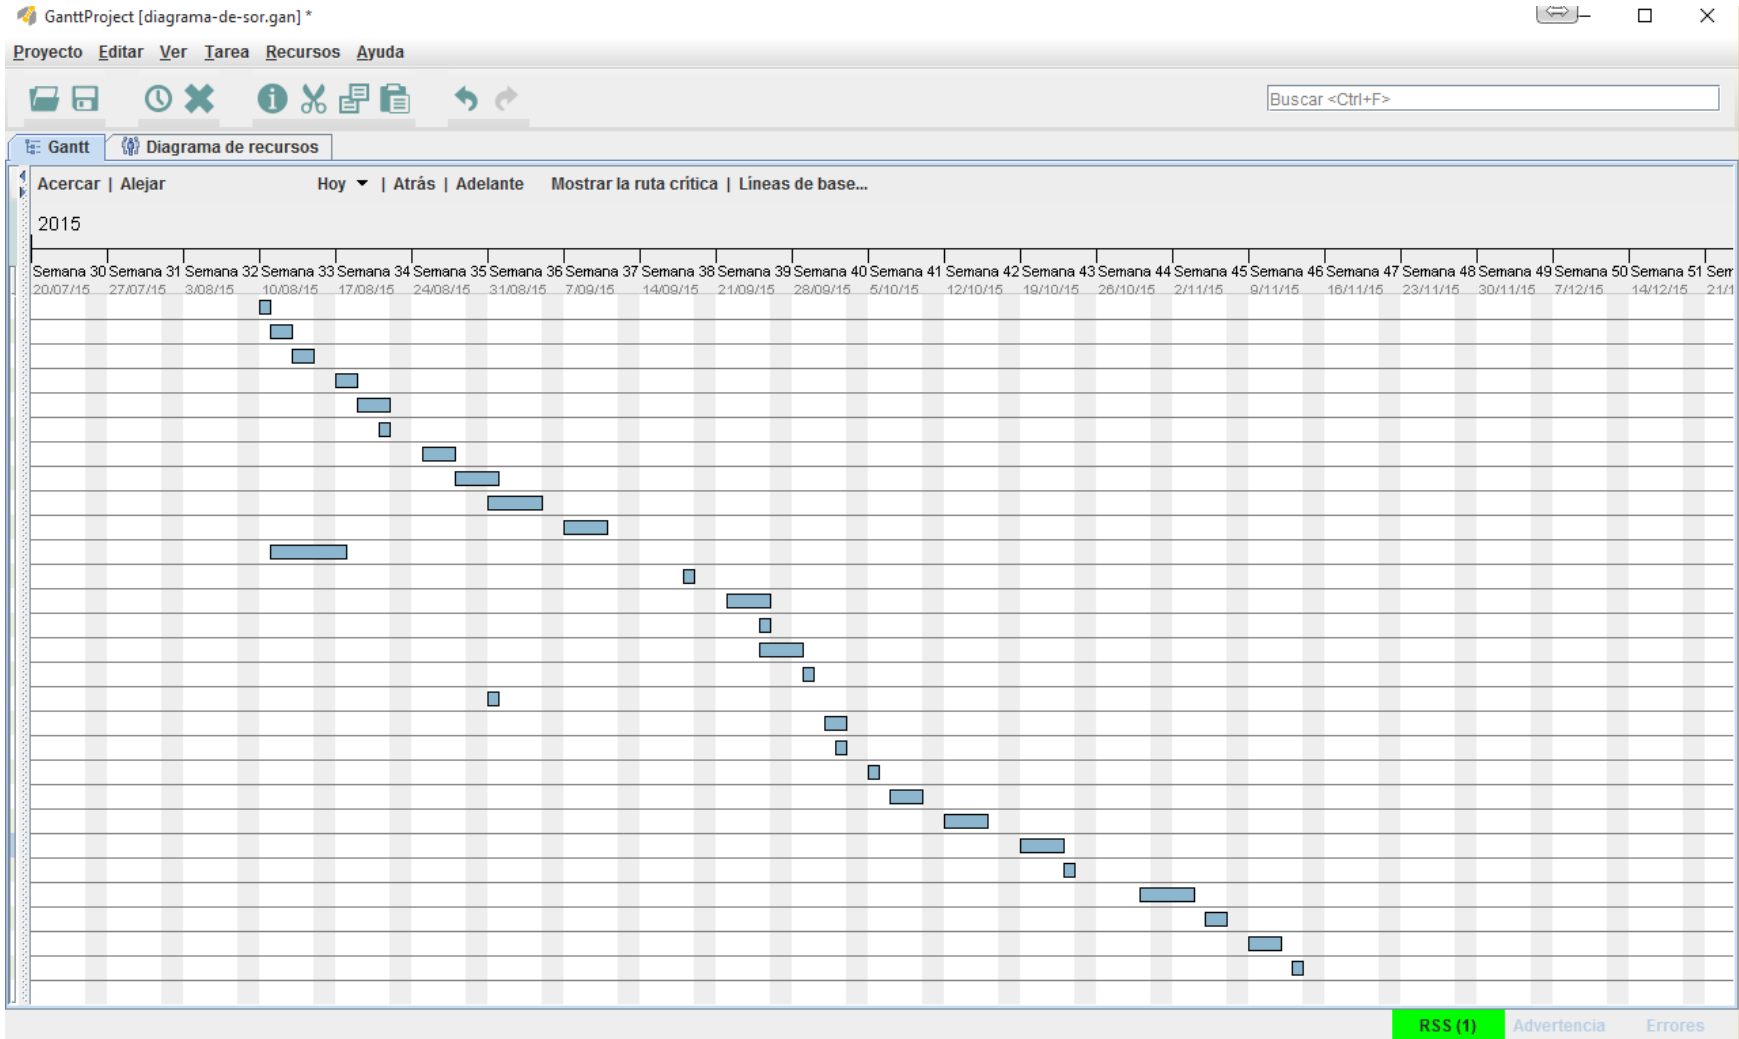 GanttProject [diagrama-de-sor.gan] *
Proyecto Editar Ver Tarea Recursos Ayuda
Buscar <Ctrl+F>
Gantt Diagrama de recursos
Acercar | Alejar Hoy | Atrás | Adelante Mostrar la ruta crítica | Líneas de base...
2015
Semana 30 Semana 31 Semana 32 Semana 33 Semana 34 Semana 35 Semana 36 Semana 37 Semana 38 Semana 39 Semana 40 Semana 41 Semana 42 Semana 43 Semana 44 Semana 45 Semana 46 Semana 47 Semana 48 Semana 49 Semana 50 Semana 51 Sem
20/07/15 27/07/15 3/08/15 10/08/15 17/08/15 24/08/15 31/08/15 7/09/15 14/09/15 21/09/15 28/09/15 5/10/15 12/10/15 19/10/15 26/10/15 2/11/15 9/11/15 16/11/15 23/11/15 30/11/15 7/12/15 14/12/15 21/1
RSS (1) Advertencia Errores